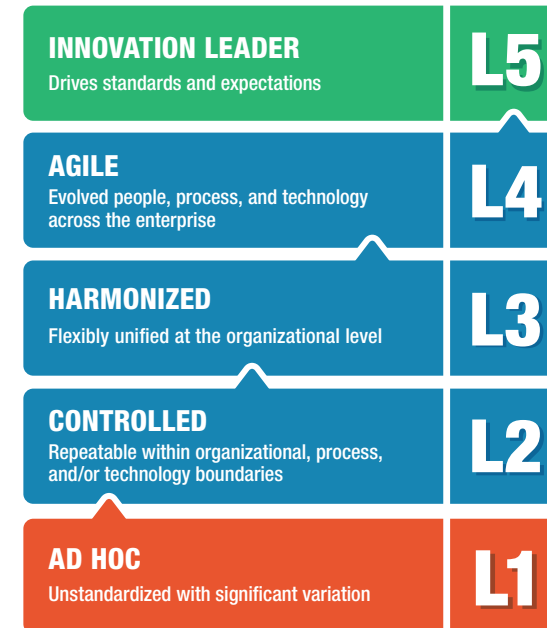 INNOVATION LEADER
Drives standards and expectations
L5
AGILE
Evolved people, process, and technology
across the enterprise
L4
HARMONIZED
Flexibly unified at the organizational level
L3
CONTROLLED
Repeatable within organizational, process,
and/or technology boundaries
L2
AD HOC
Unstandardized with significant variation
L1